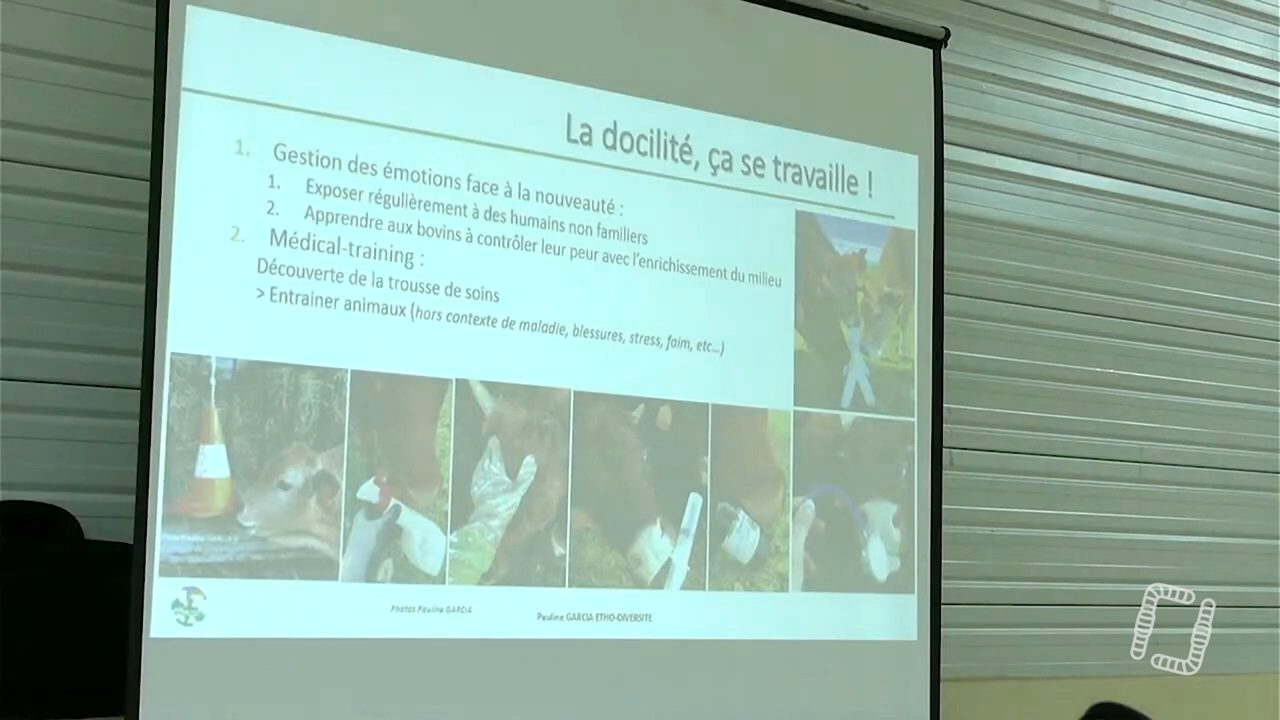 La docilité, ça se travaille !
1. Gestion des émotions face à la nouveauté :
1. Exposer régulièrement à des humains non familiers
2. Apprendre aux bovins à contrôler leur peur avec l'enrichissement du milieu
2. Médical-training :
Découverte de la trousse de soins
> Entrainer animaux (hors contexte de maladie, blessures, stress, faim, etc…)
Photos Pauline GARCIA
Pauline GARCIA ETHO-DIVERSITE